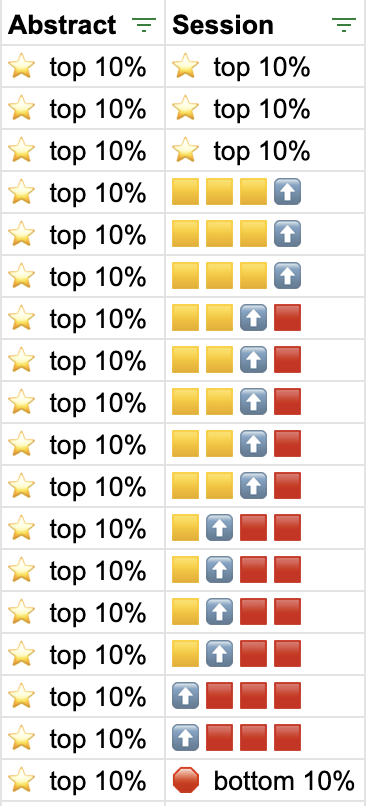 Abstract Session
⭐ top 10% ⭐ top 10%
⭐ top 10% ⭐ top 10%
⭐ top 10% ⭐ top 10%
⭐ top 10% 🟨🟨🟨⬆️
⭐ top 10% 🟨🟨🟨⬆️
⭐ top 10% 🟨🟨🟨⬆️
⭐ top 10% 🟨🟨⬆️🟥
⭐ top 10% 🟨🟨⬆️🟥
⭐ top 10% 🟨🟨⬆️🟥
⭐ top 10% 🟨🟨⬆️🟥
⭐ top 10% 🟨🟨⬆️🟥
⭐ top 10% 🟨⬆️🟥🟥
⭐ top 10% 🟨⬆️🟥🟥
⭐ top 10% 🟨⬆️🟥🟥
⭐ top 10% 🟨⬆️🟥🟥
⭐ top 10% ⬆️🟥🟥🟥
⭐ top 10% ⬆️🟥🟥🟥
⭐ top 10% 🛑 bottom 10%